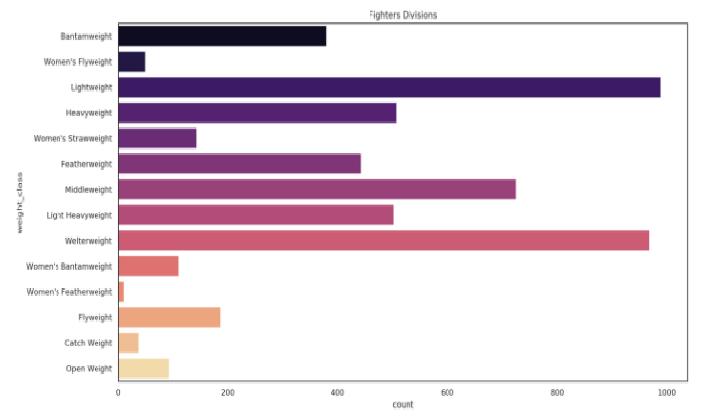 Fighters Divisions
Bantamweight
Women's Flyweight
Lightweight
Heavyweight
Women's Strawweight
Featherweight
Middleweight
Light Heavyweight
Welterweight
Women's Bantamweight
Women's Featherweight
Flyweight
Catch Weight
Open Weight
weight_class
0 200 400 600 800 1000
count